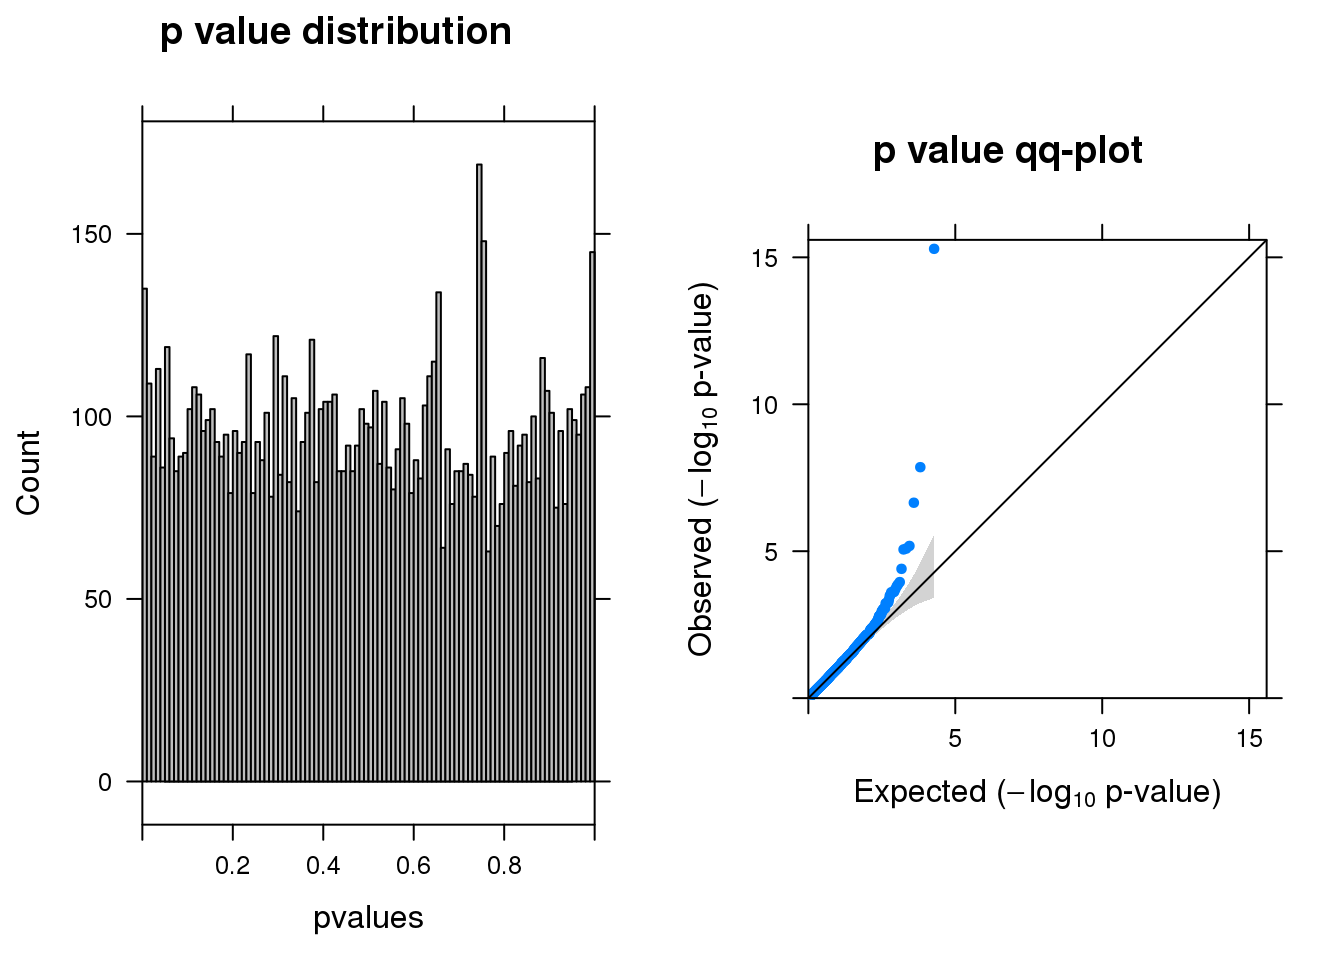 p value distribution
150
100
50
0
Count
0.2 0.4 0.6 0.8
pvalues
p value qq-plot
15
10
5
Observed (−log₁₀ p-value)
5 10 15
Expected (−log₁₀ p-value)